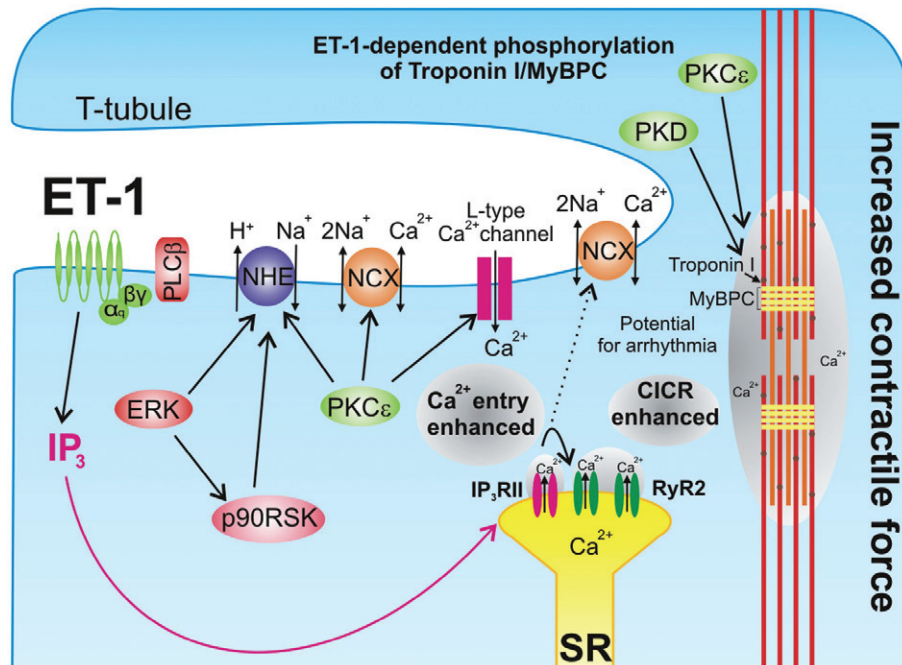 ET-1-dependent phosphorylation
of Troponin I/MyBPC
PKCε
T-tubule
PKD
ET-1
PLCβ
βγ
αq
H⁺
Na⁺
NHE
2Na⁺
Ca²⁺
NCX
L-type
Ca²⁺channel
Ca²⁺
2Na⁺
Ca²⁺
NCX
Troponin I
MyBPC
Potential
for arrhythmia
Ca²⁺
Ca²⁺
ERK
PKCε
Ca²⁺ entry
enhanced
CICR
enhanced
IP₃
p90RSK
IP₃RII
Ca²⁺
Ca²⁺
Ca²⁺
RyR2
Ca²⁺
SR
Increased contractile force